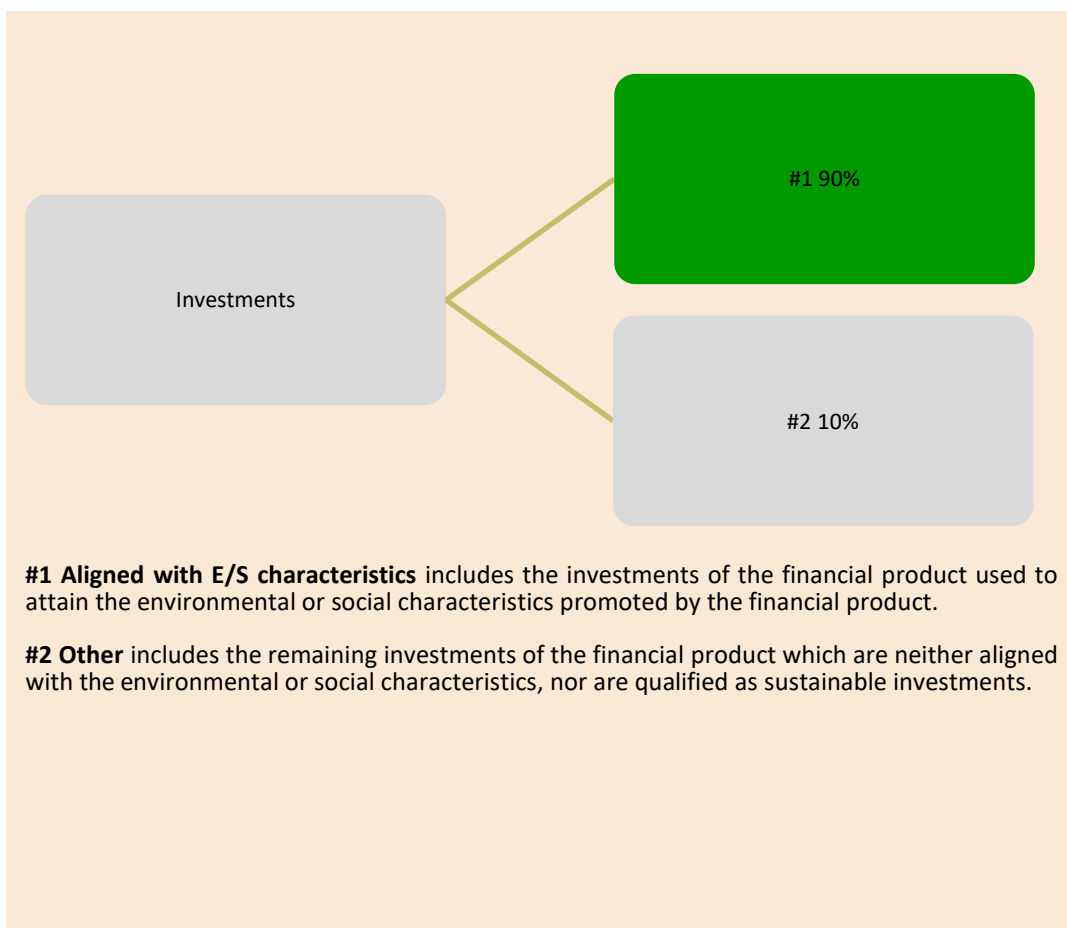 #1 90%
Investments
#2 10%
#1 Aligned with E/S characteristics includes the investments of the financial product used to
attain the environmental or social characteristics promoted by the financial product.
#2 Other includes the remaining investments of the financial product which are neither aligned
with the environmental or social characteristics, nor are qualified as sustainable investments.